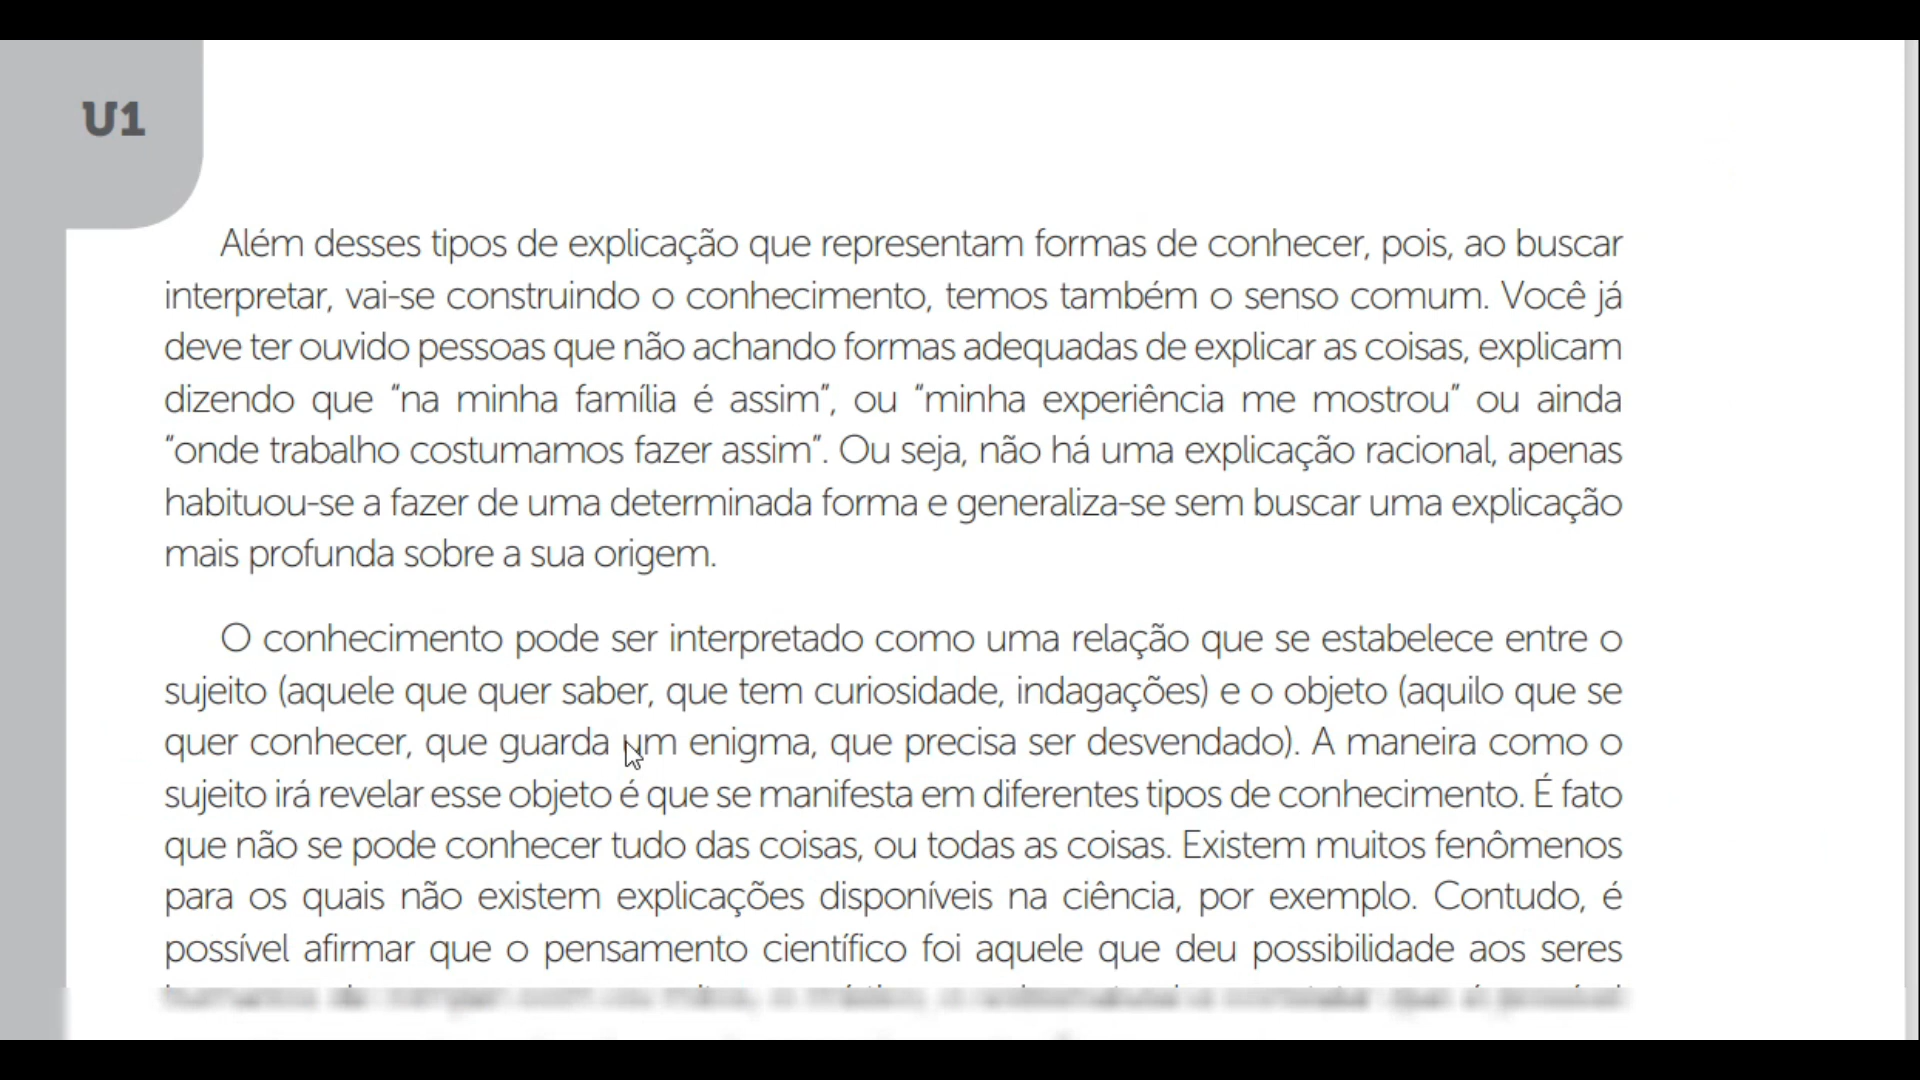 U1
Além desses tipos de explicação que representam formas de conhecer, pois, ao buscar
interpretar, vai-se construindo o conhecimento, temos também o senso comum. Você já
deve ter ouvido pessoas que não achando formas adequadas de explicar as coisas, explicam
dizendo que “na minha família é assim”, ou “minha experiência me mostrou” ou ainda
“onde trabalho costumamos fazer assim”. Ou seja, não há uma explicação racional, apenas
habituou-se a fazer de uma determinada forma e generaliza-se sem buscar uma explicação
mais profunda sobre a sua origem.
O conhecimento pode ser interpretado como uma relação que se estabelece entre o
sujeito (aquele que quer saber, que tem curiosidade, indagações) e o objeto (aquilo que se
quer conhecer, que guarda um enigma, que precisa ser desvendado). A maneira como o
sujeito irá revelar esse objeto é que se manifesta em diferentes tipos de conhecimento. É fato
que não se pode conhecer tudo das coisas, ou todas as coisas. Existem muitos fenômenos
para os quais não existem explicações disponíveis na ciência, por exemplo. Contudo, é
possível afirmar que o pensamento científico foi aquele que deu possibilidade aos seres